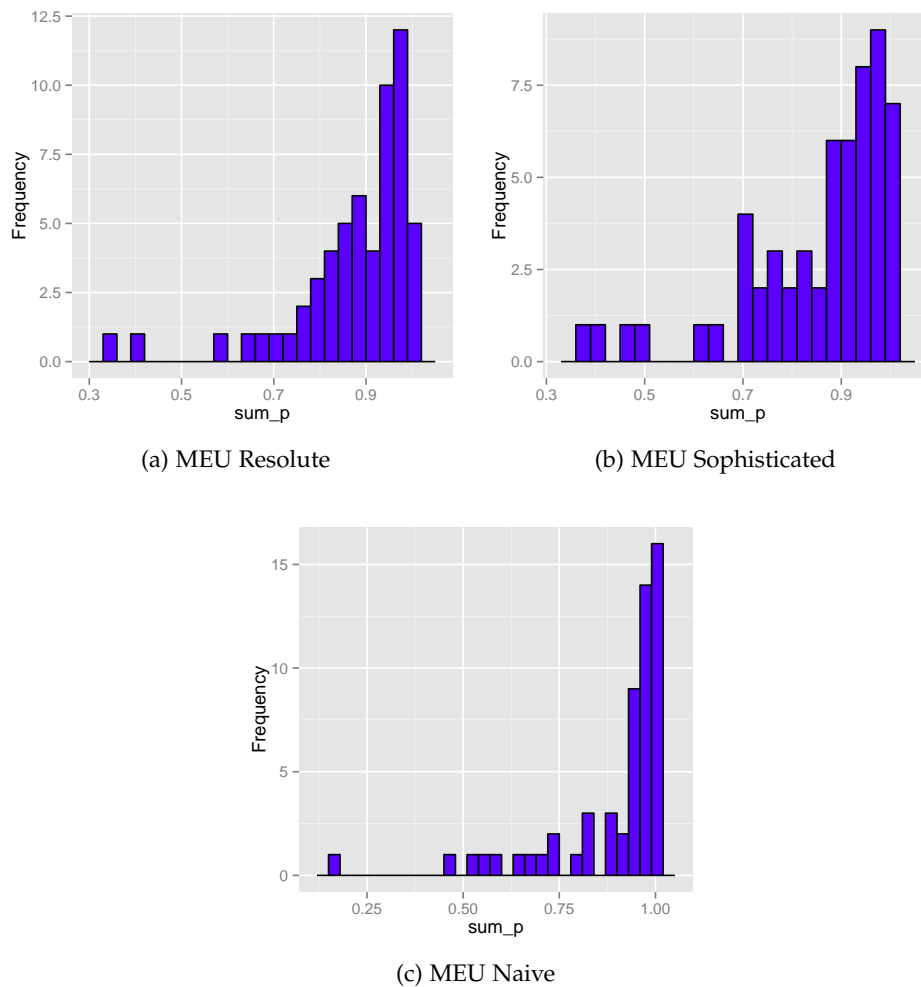 12.5
10.0
7.5
5.0
2.5
0.0
Frequency
0.3 0.5 0.7 0.9
sum_p
(a) MEU Resolute
7.5
5.0
2.5
0.0
Frequency
0.3 0.5 0.7 0.9
sum_p
(b) MEU Sophisticated
15
10
5
0
Frequency
0.25 0.50 0.75 1.00
sum_p
(c) MEU Naive